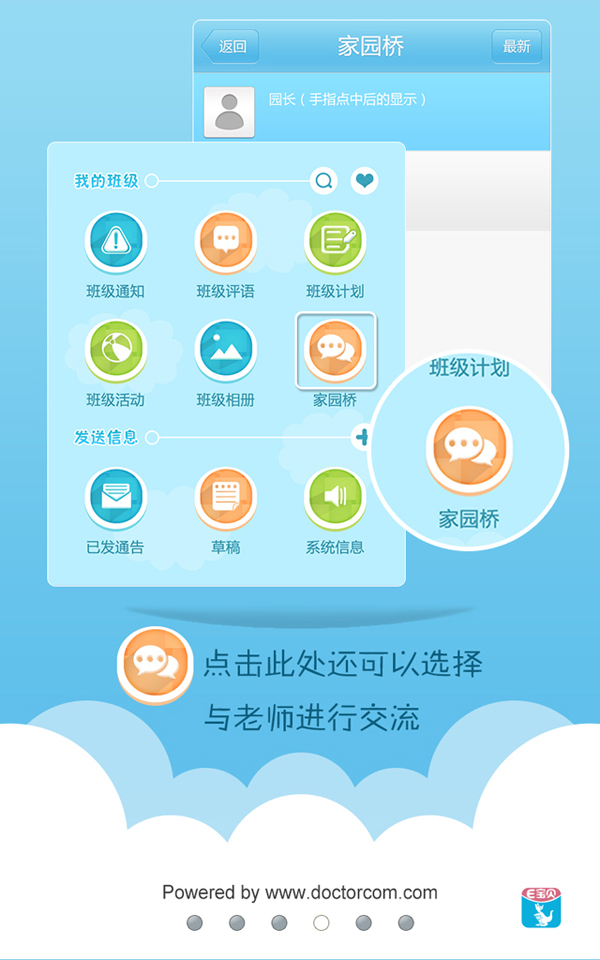 返回
家园桥
最新
园长（手指点中后的显示）
我的班级
班级通知
班级评语
班级计划
班级活动
班级相册
家园桥
班级计划
家园桥
发送信息
已发通告
草稿
系统信息
点击此处还可以选择
与老师进行交流
Powered by www.doctorcom.com
E宝贝